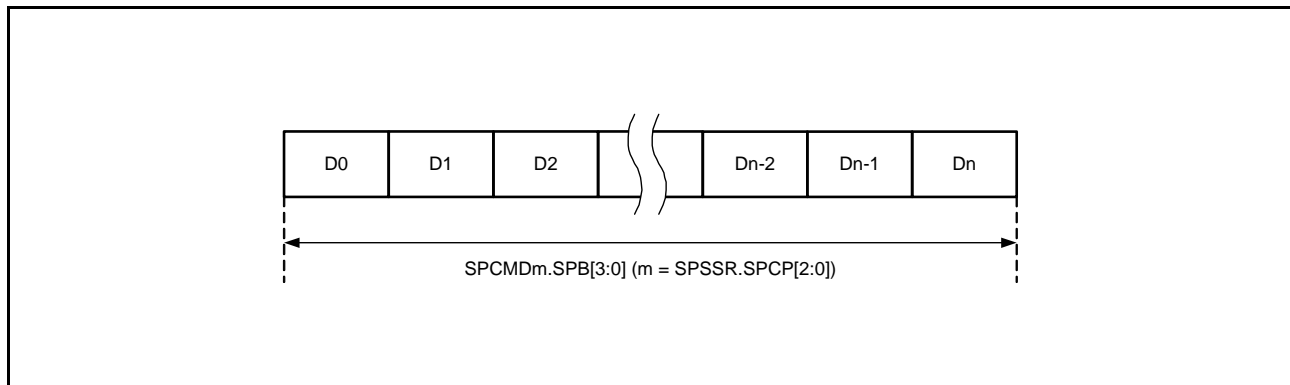 D0 D1 D2 Dn-2 Dn-1 Dn
SPCMDm.SPB[3:0] (m = SPSSR.SPCP[2:0])